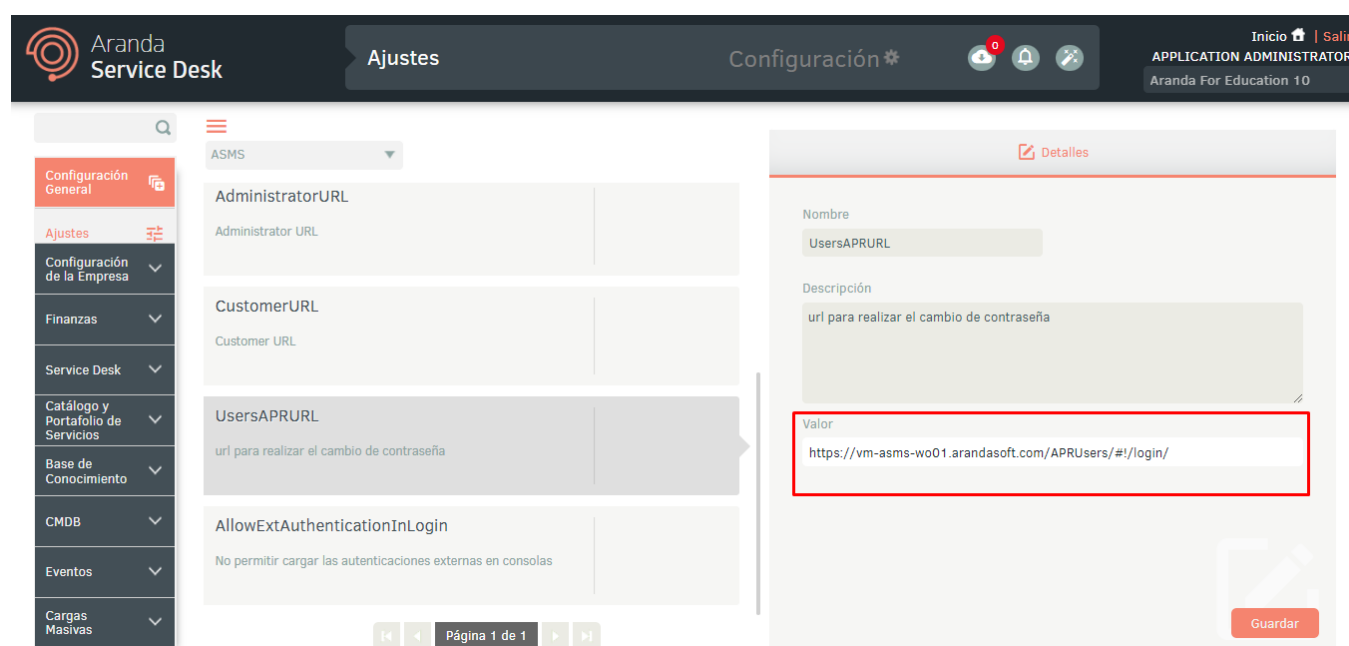 Aranda
Service Desk
Ajustes
Configuración
0
Inicio | Salir
APPLICATION ADMINISTRATOR
Aranda For Education 10
Configuración
General
Ajustes
Configuración
de la Empresa
Finanzas
Service Desk
Catálogo y
Portafolio de
Servicios
Base de
Conocimiento
CMDB
Eventos
Cargas
Masivas
ASMS
AdministratorURL
Administrator URL
CustomerURL
Customer URL
UsersAPRURL
url para realizar el cambio de contraseña
AllowExtAuthenticationInLogin
No permitir cargar las autenticaciones externas en consolas
Página 1 de 1
Detalles
Nombre
UsersAPRURL
Descripción
url para realizar el cambio de contraseña
Valor
https://vm-asms-wo01.arandasoft.com/APRUsers/#!/login/
Guardar